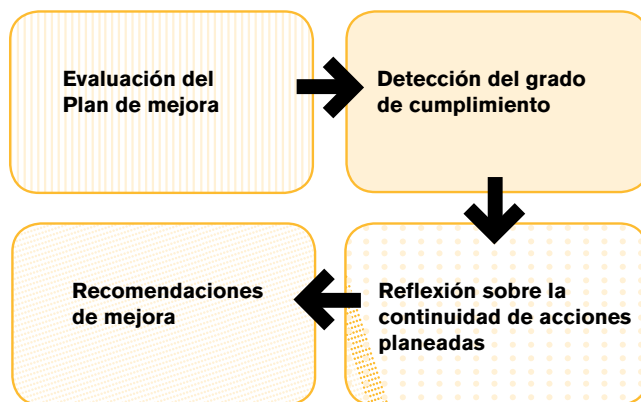 Evaluación del
Plan de mejora
Detección del grado
de cumplimiento
Reflexión sobre la
continuidad de acciones
planeadas
Recomendaciones
de mejora